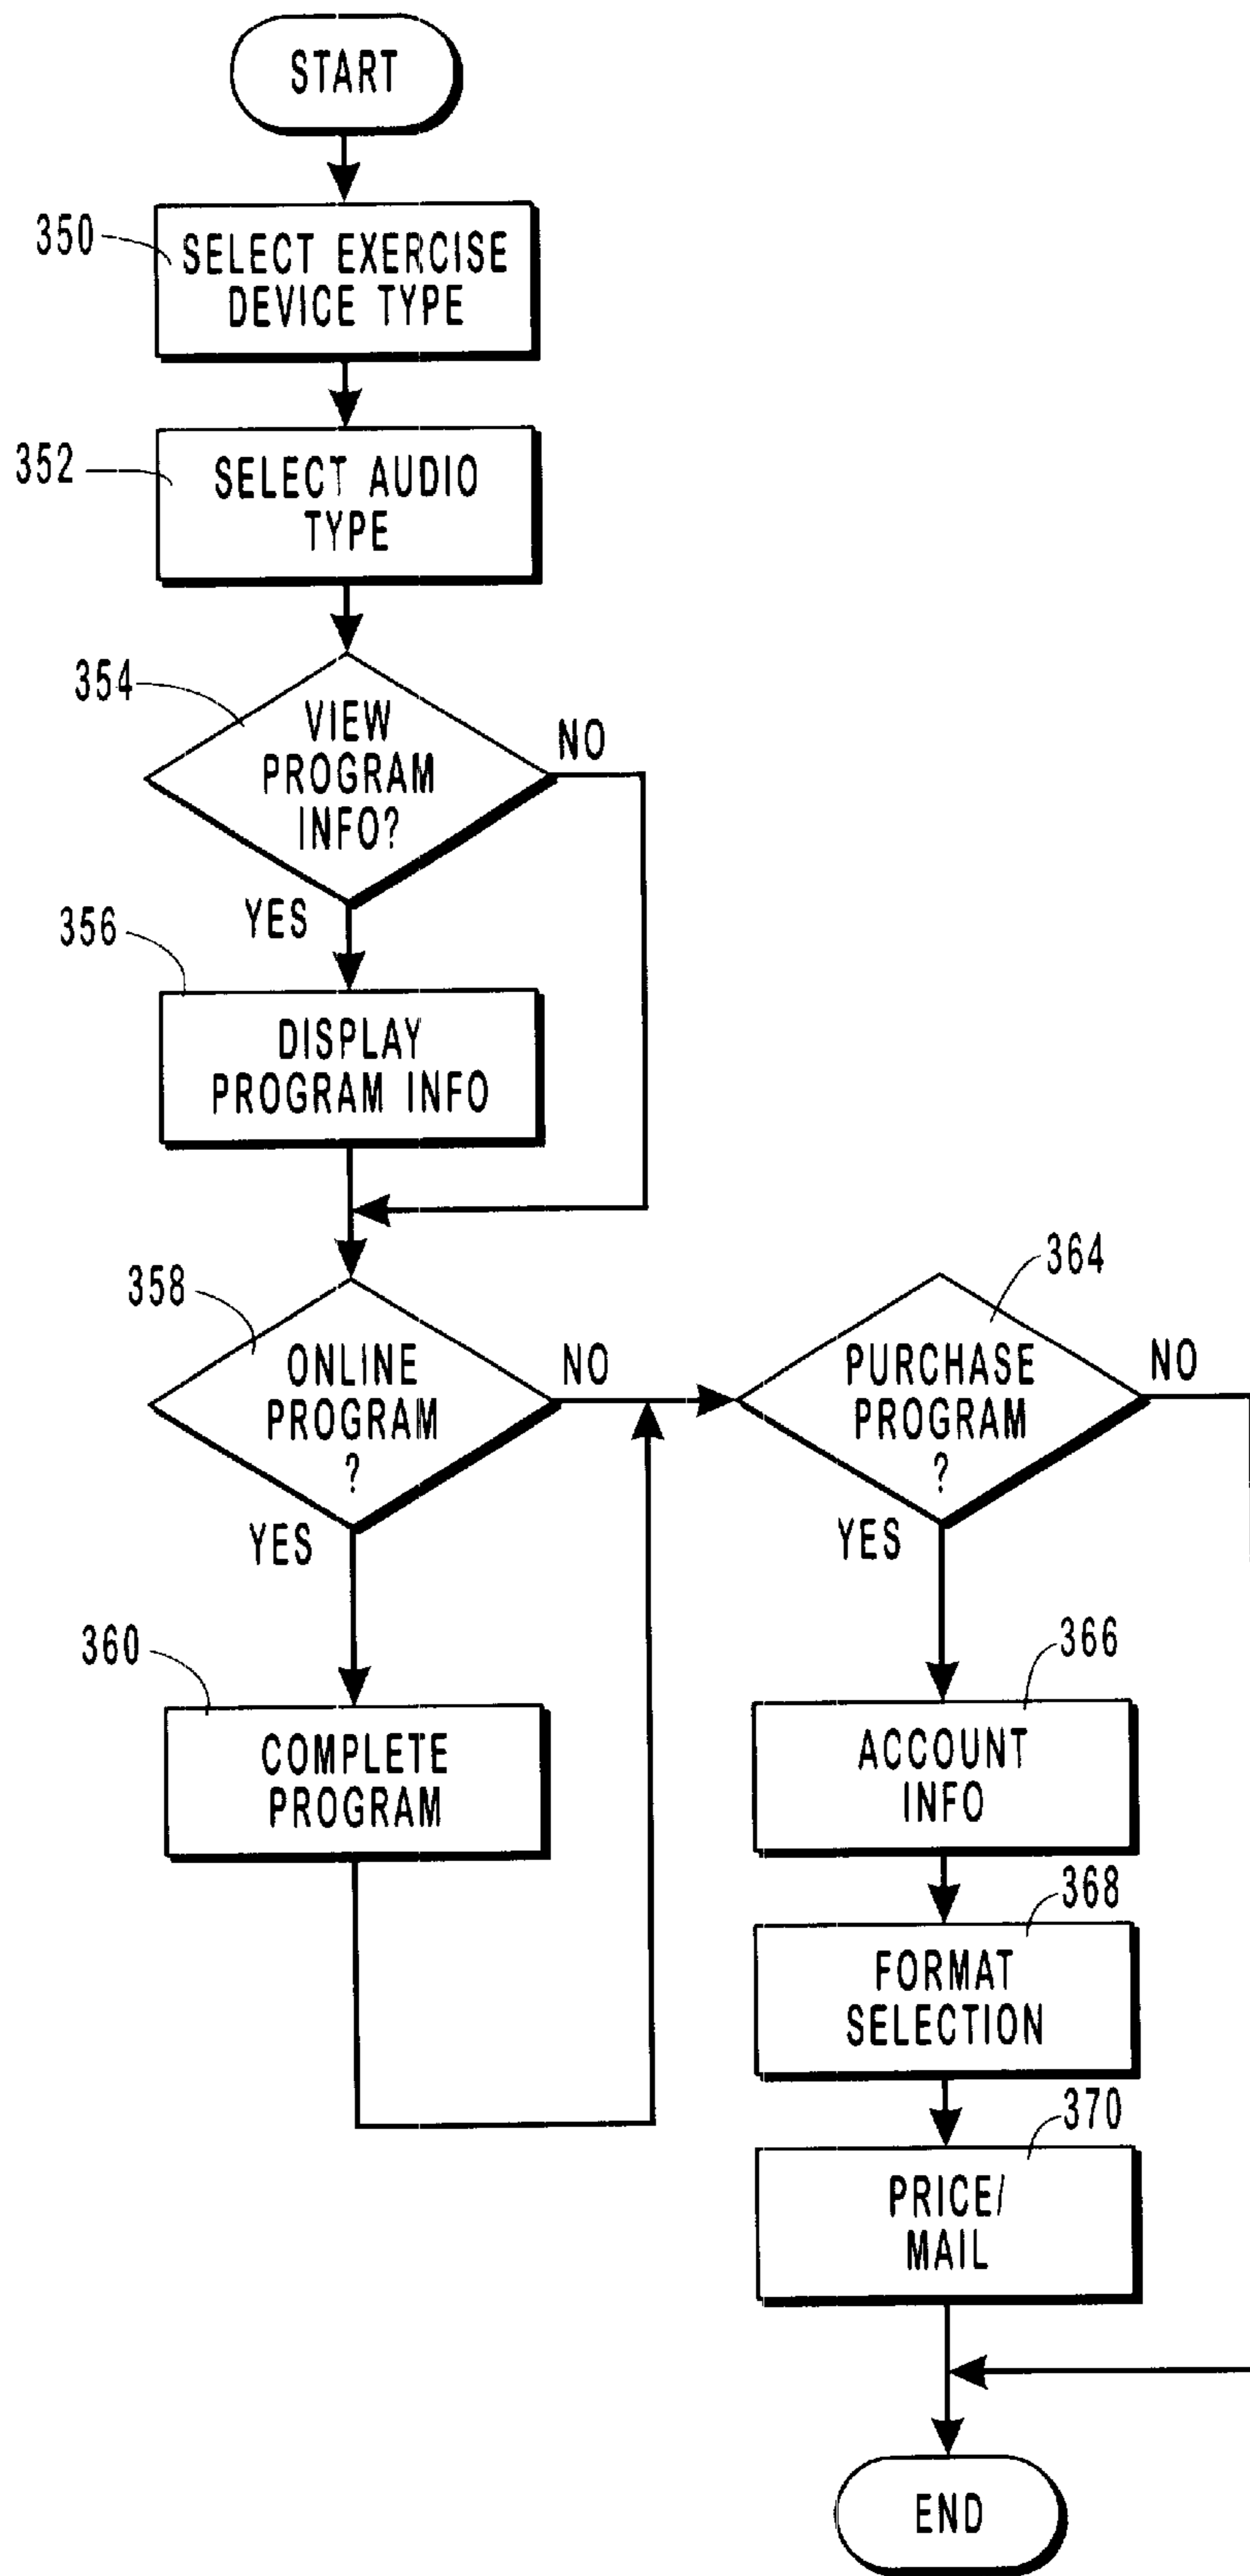 START
350
SELECT EXERCISE
DEVICE TYPE
352
SELECT AUDIO
TYPE
354
VIEW
PROGRAM
INFO?
NO
YES
356
DISPLAY
PROGRAM INFO
358
ONLINE
PROGRAM
?
NO
YES
360
COMPLETE
PROGRAM
364
PURCHASE
PROGRAM
?
NO
YES
366
ACCOUNT
INFO
368
FORMAT
SELECTION
370
PRICE/
MAIL
END